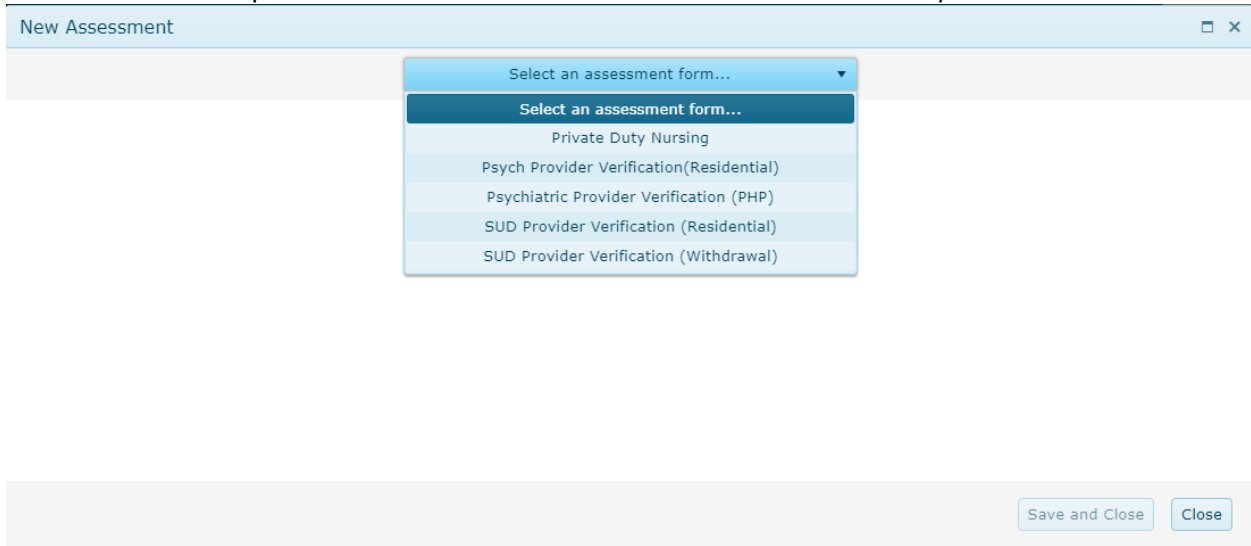 New Assessment
Select an assessment form...
Select an assessment form...
Private Duty Nursing
Psych Provider Verification(Residential)
Psychiatric Provider Verification (PHP)
SUD Provider Verification (Residential)
SUD Provider Verification (Withdrawal)
Save and Close Close